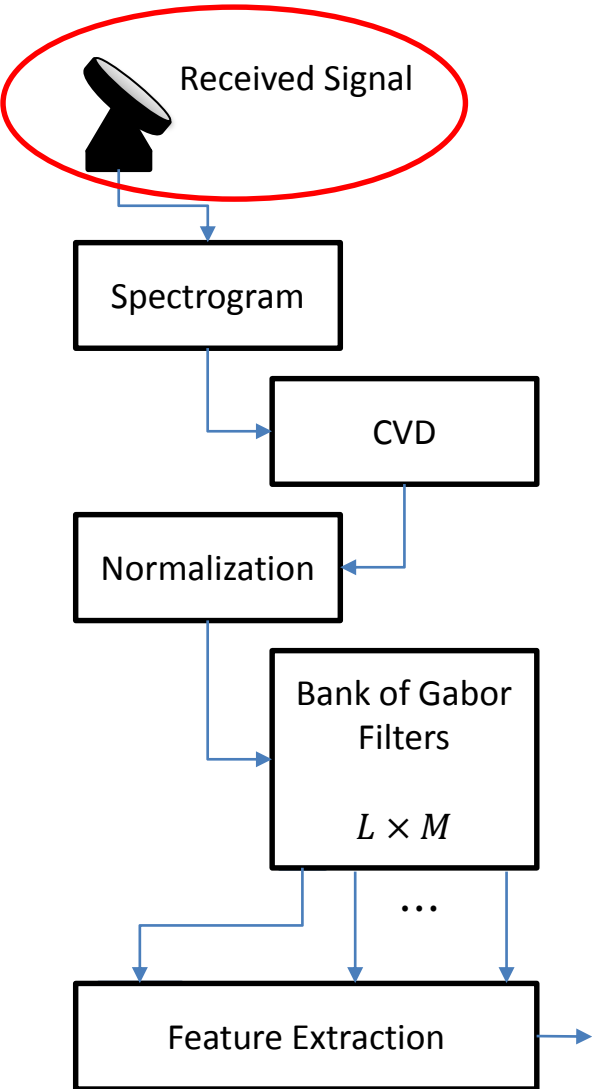 Received Signal
Spectrogram
CVD
Normalization
Bank of Gabor
Filters
L × M
...
Feature Extraction